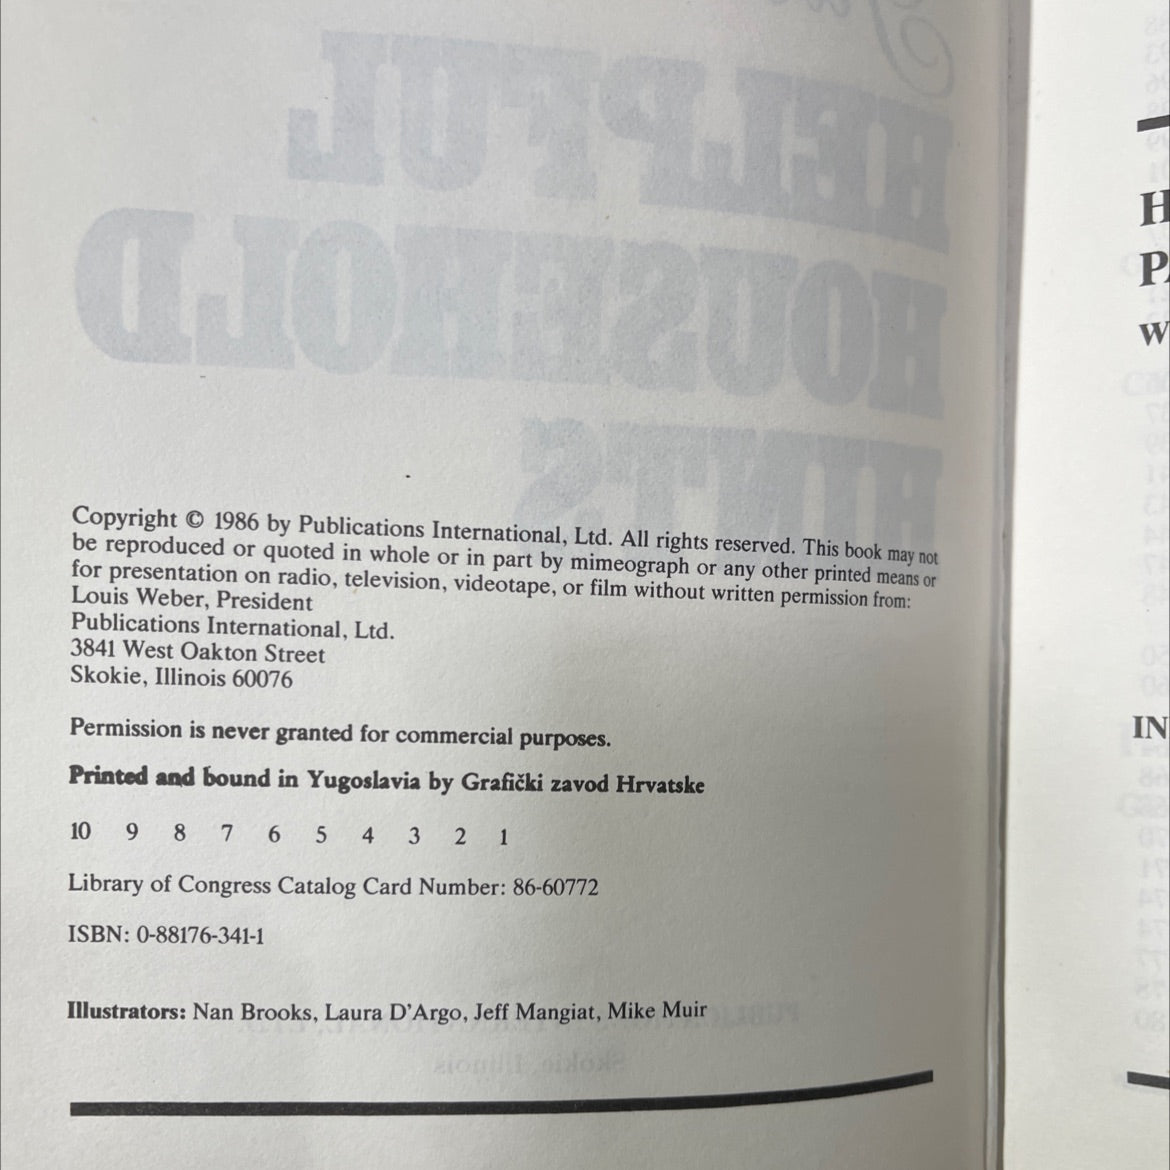 HELPFUL
HOUSEHOLD
HINTS
Copyright © 1986 by Publications International, Ltd. All rights reserved. This book may not
be reproduced or quoted in whole or in part by mimeograph or any other printed means or
for presentation on radio, television, videotape, or film without written permission from:
Louis Weber, President
Publications International, Ltd.
3841 West Oakton Street
Skokie, Illinois 60076
Permission is never granted for commercial purposes.
Printed and bound in Yugoslavia by Grafički zavod Hrvatske
10 9 8 7 6 5 4 3 2 1
Library of Congress Catalog Card Number: 86-60772
ISBN: 0-88176-341-1
Illustrators: Nan Brooks, Laura D'Argo, Jeff Mangiat, Mike Muir
Skokie, Illinois